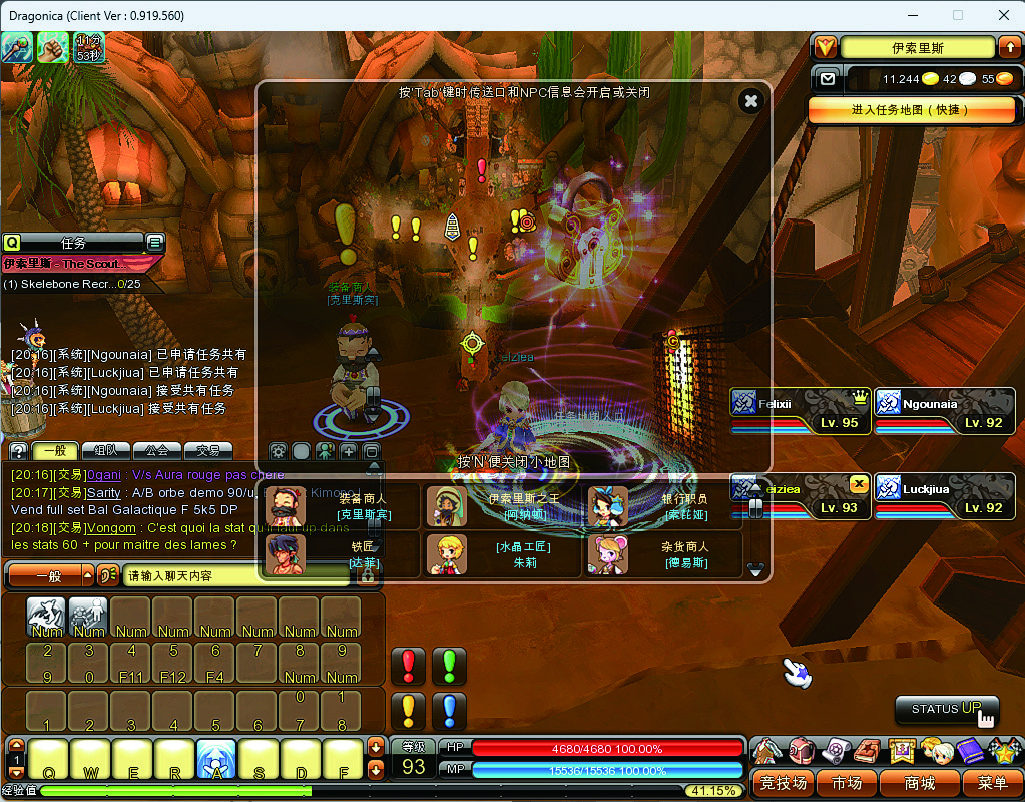 Dragonica (Client Ver : 0.919.560)
11分
53秒
伊索里斯
11.244 42 55
进入任务地图 ( 快捷 )
按'Tab'键时传送口和NPC信息会开启或关闭
Q 任务
伊索里斯 - The Scout...
(1) Skelebone Recr...0/25
装备商人
[克里斯宾]
[20:16][系统][Ngounaia] 已申请任务共有
[20:16][系统][Luckjiua] 已申请任务共有
[20:16][系统][Ngounaia] 接受共有任务
[20:16][系统][Luckjiua] 接受共有任务
Leiziea
任务地图入口
按'N'便关闭小地图
Felixii
Lv. 95
Ngounaia
Lv. 92
eiziea
Lv. 93
Luckjiua
Lv. 92
? 一般 组队 公会 交易
[20:16][交易]0gani : V/s Aura rouge pas chere
[20:17][交易]Sarity : A/B orbe demo 90/u,
Vend full set Bal Galactique F 5k5 DP
[20:18][交易]Vongom : C'est quoi la stat qu'il faut up dans
les stats 60 + pour maitre des lames ?
装备商人
[克里斯宾]
伊索里斯之王
[阿纳顿]
银行职员
[索芘娅]
铁匠
[达菲]
[水晶工匠]
朱莉
杂货商人
[德易斯]
一般 请输入聊天内容
Num Num Num Num Num Num Num Num
2 3 4 5 6 7 8 9
9 0 F11 F12 F4 Num Num
0 1
1 2 3 4 5 6 7 8
STATUS UP
1 Q W E R A S D F
等级
93
HP 4680/4680 100.00%
MP 15536/15536 100.00%
经验值 41.15%
竞技场 市场 商城 菜单